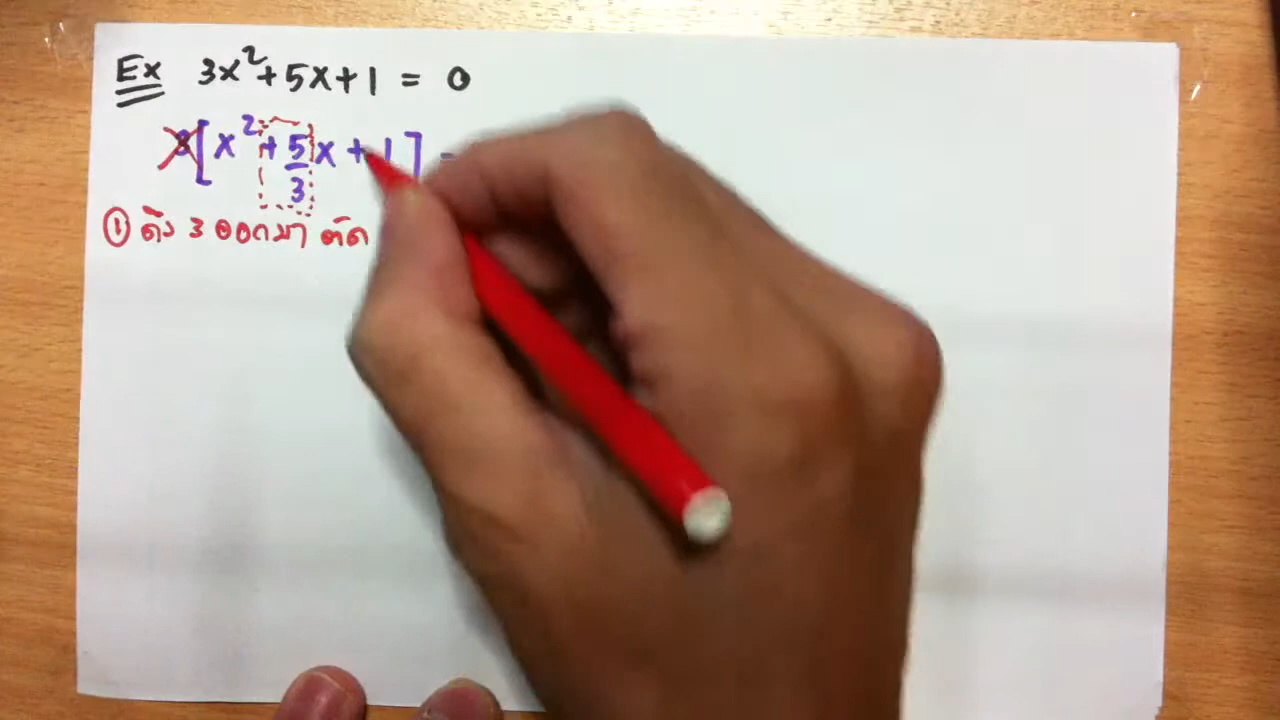 Ex 3x²+5x+1 = 0
3[x² + 5/3 x + 1] =
① ดึง 3 ออกมา ตัด